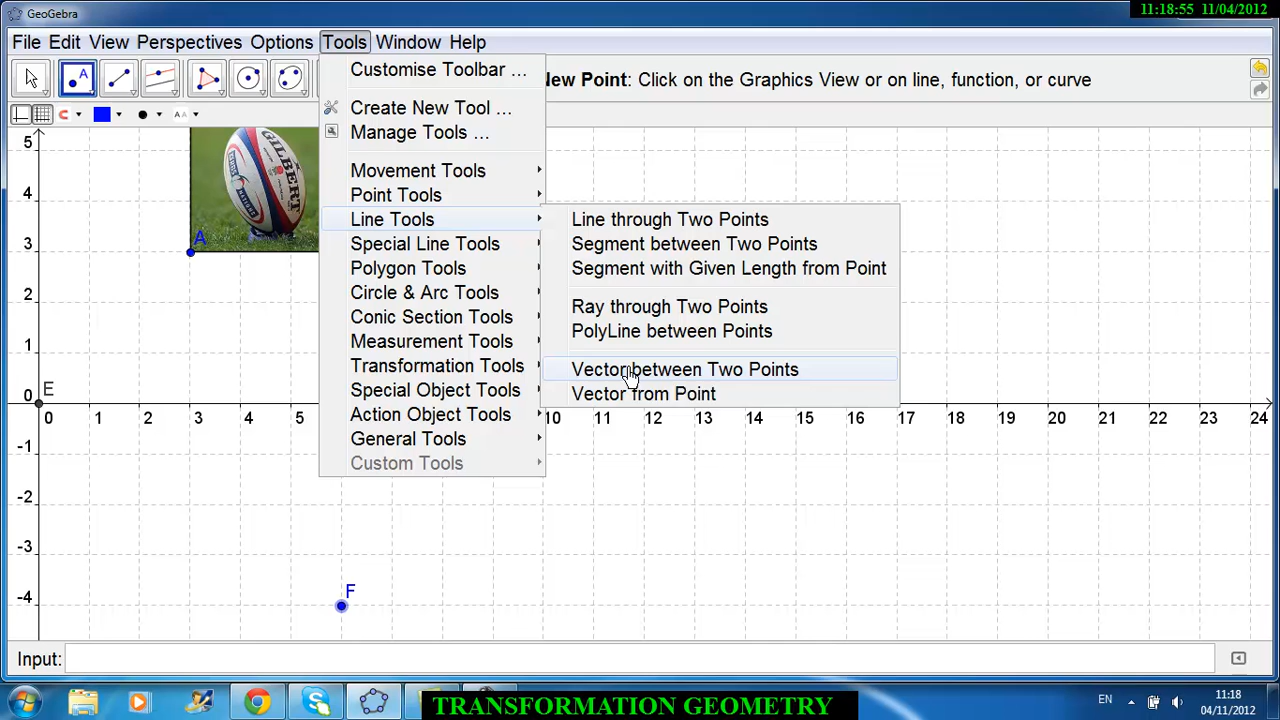 11:18:55 11/04/2012
GeoGebra
File Edit View Perspectives Options Tools Window Help
A
New Point: Click on the Graphics View or on line, function, or curve
A A
Customise Toolbar ...
Create New Tool ...
Manage Tools ...
Movement Tools
Point Tools
Line Tools
Special Line Tools
Polygon Tools
Circle & Arc Tools
Conic Section Tools
Measurement Tools
Transformation Tools
Special Object Tools
Action Object Tools
General Tools
Custom Tools
Line through Two Points
Segment between Two Points
Segment with Given Length from Point
Ray through Two Points
PolyLine between Points
Vector between Two Points
Vector from Point
GILBERT
5
4
3
2
1
0
-1
-2
-3
-4
A
E
F
0 1 2 3 4 5 10 11 12 13 14 15 16 17 18 19 20 21 22 23 24
Input:
TRANSFORMATION GEOMETRY
EN
11:18
04/11/2012